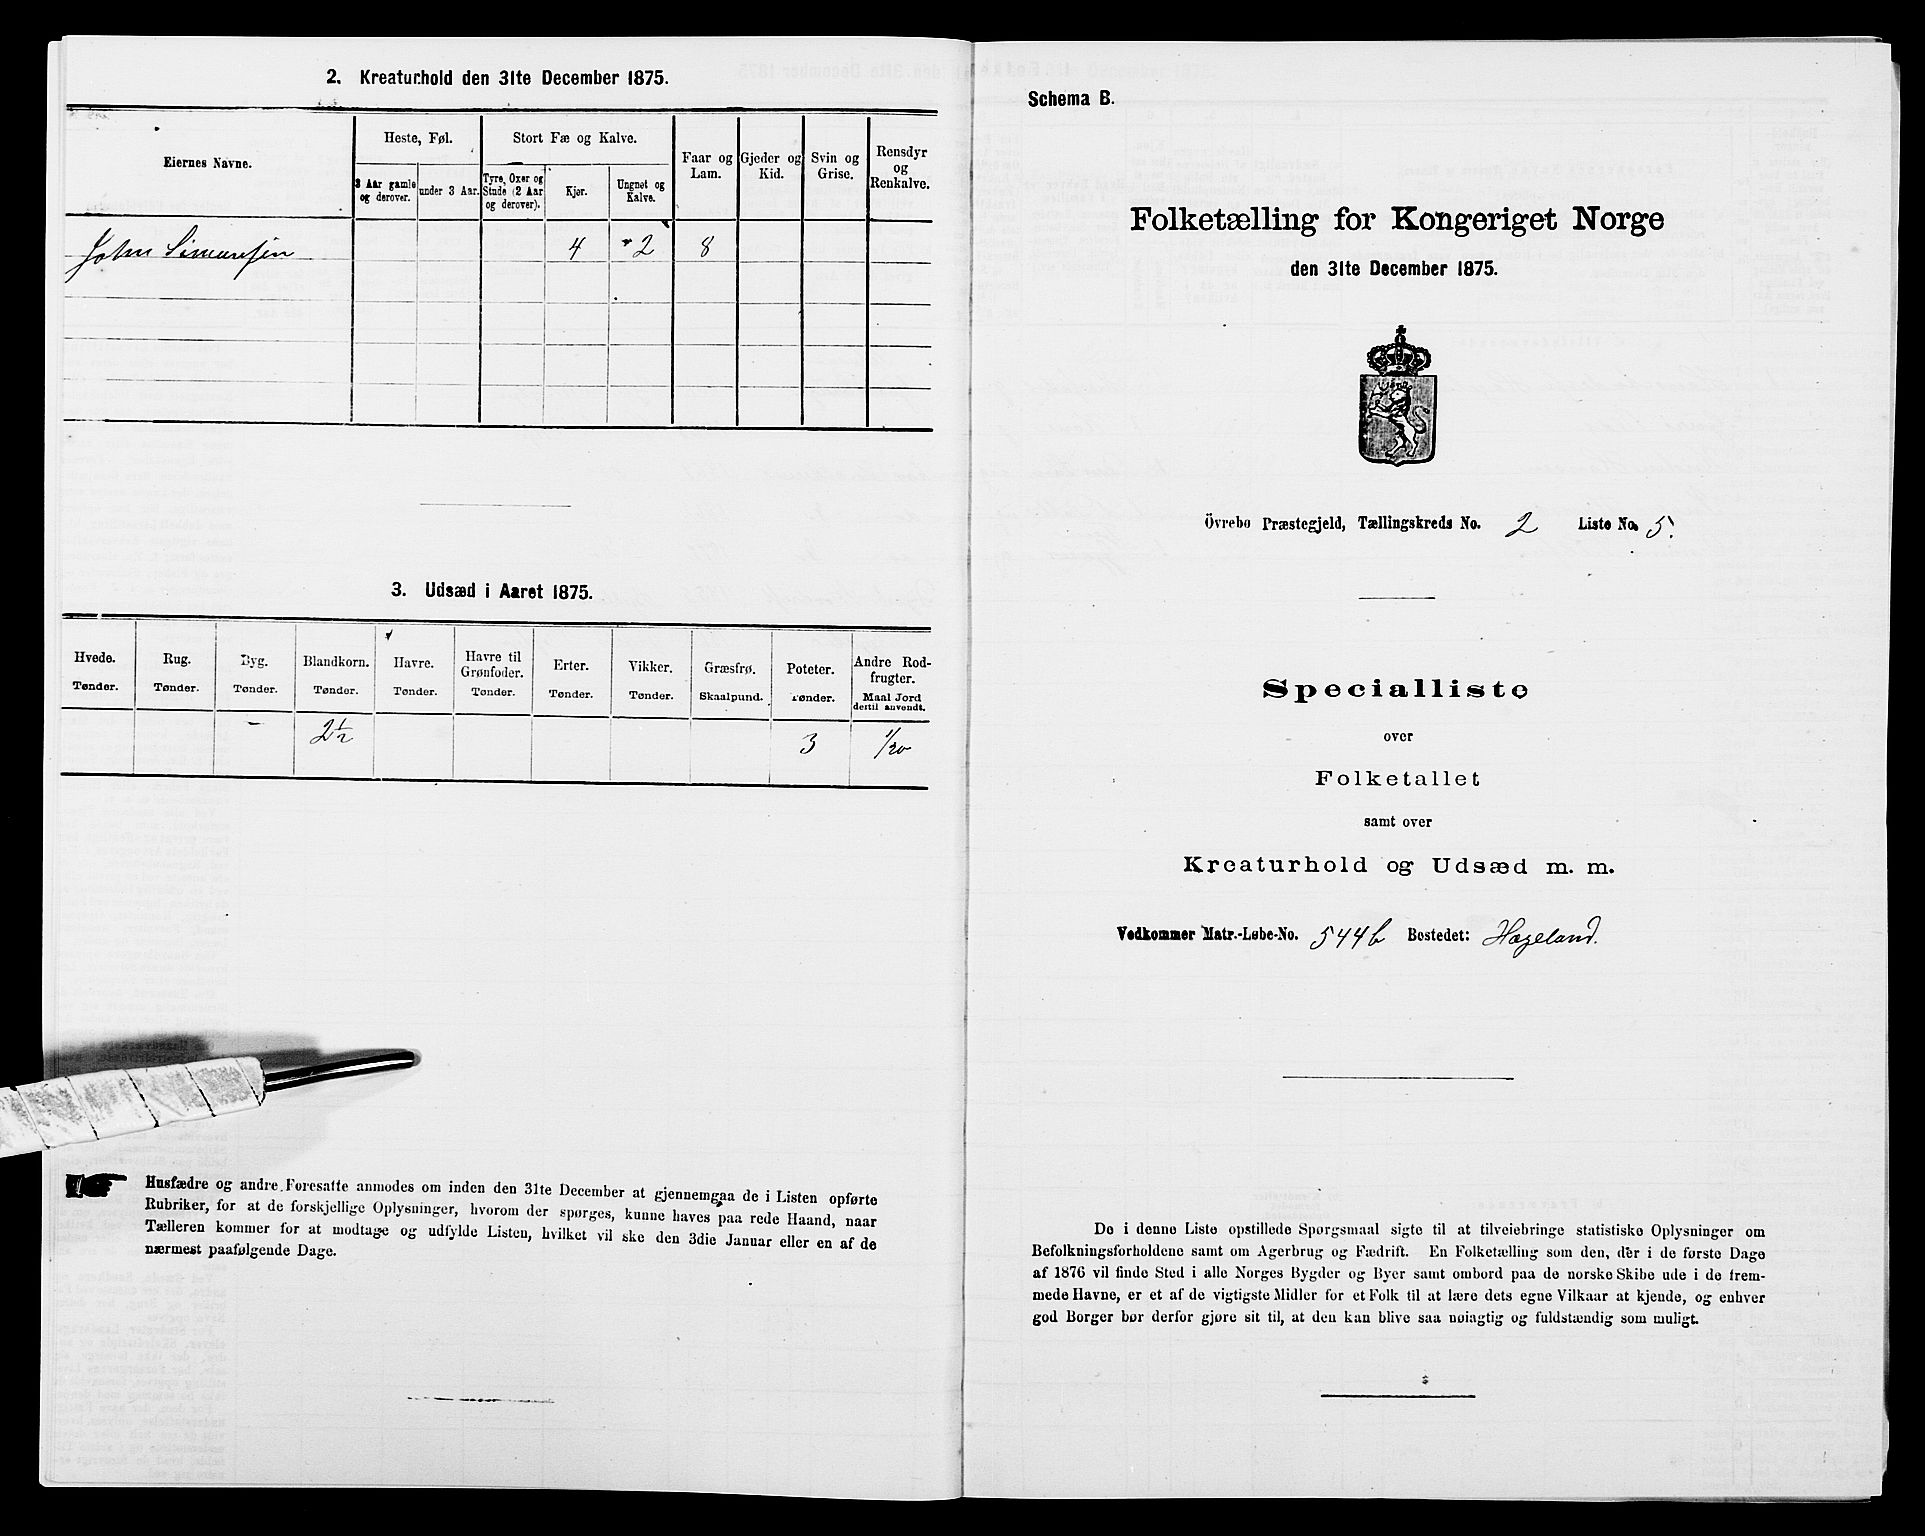 2. Kreaturhold den 31te December 1875.
Eiernes Navne.
Heste, Føl.
3 Aar gamle og derover.
under 3 Aar.
Stort Fæ og Kalve.
Tyre, Oxer og Stude (2 Aar og derover).
Kjør.
Ungnøt og Kalve.
Faar og Lam.
Gjeder og Kid.
Svin og Grise.
Rensdyr og Renkalve.
John Simonsen 4 2 8
3. Udsæd i Aaret 1875.
Hvede. Tønder.
Rug. Tønder.
Byg. Tønder.
Blandkorn. Tønder.
Havre. Tønder.
Havre til Grønfoder. Tønder.
Erter. Tønder.
Vikker. Tønder.
Græsfrø. Skaalpund.
Poteter. Tønder.
Andre Rodfrugter. Maal Jord dertil anvendt.
- 2½ 3 1/20
Husfædre og andre Foresatte anmodes om inden den 31te December at gjennemgaa de i Listen opførte
Rubriker, for at de forskjellige Oplysninger, hvorom der spørges, kunne haves paa rede Haand, naar
Tælleren kommer for at modtage og udfylde Listen, hvilket vil ske den 3die Januar eller en af de
nærmest paafølgende Dage.
Schema B.
Folketælling for Kongeriget Norge
den 31te December 1875.
Övrebø Præstegjeld, Tællingskreds No. 2 Liste No. 5.
Specialliste
over
Folketallet
samt over
Kreaturhold og Udsæd m. m.
Vedkommer Matr.-Løbe-No. 544b Bostedet: Hægeland.
De i denne Liste opstillede Spørgsmaal sigte til at tilveiebringe statistiske Oplysninger om
Befolkningsforholdene samt om Agerbrug og Fædrift. En Folketælling som den, der i de første Dage
af 1876 vil finde Sted i alle Norges Bygder og Byer samt ombord paa de norske Skibe ude i de frem-
mede Havne, er et af de vigtigste Midler for et Folk til at lære dets egne Vilkaar at kjende, og enhver
god Borger bør derfor gjøre sit til, at den kan blive saa nøiagtig og fuldstændig som muligt.